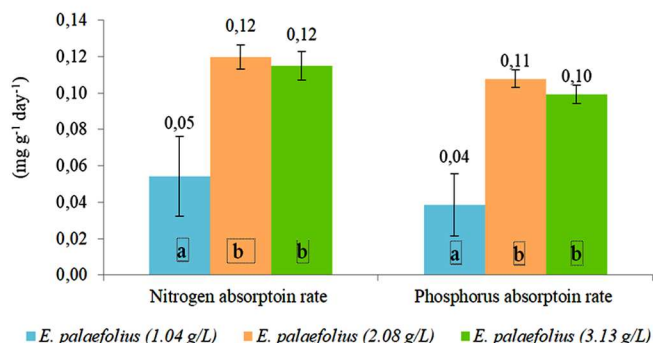 0,14
0,12
0,10
0,08
0,06
0,04
0,02
0,00
(mg g⁻¹ day⁻¹)
0,05
0,12
0,12
0,04
0,11
0,10
a
b
b
a
b
b
Nitrogen absorptoin rate
Phosphorus absorptoin rate
E. palaefolius (1.04 g/L)
E. palaefolius (2.08 g/L)
E. palaefolius (3.13 g/L)